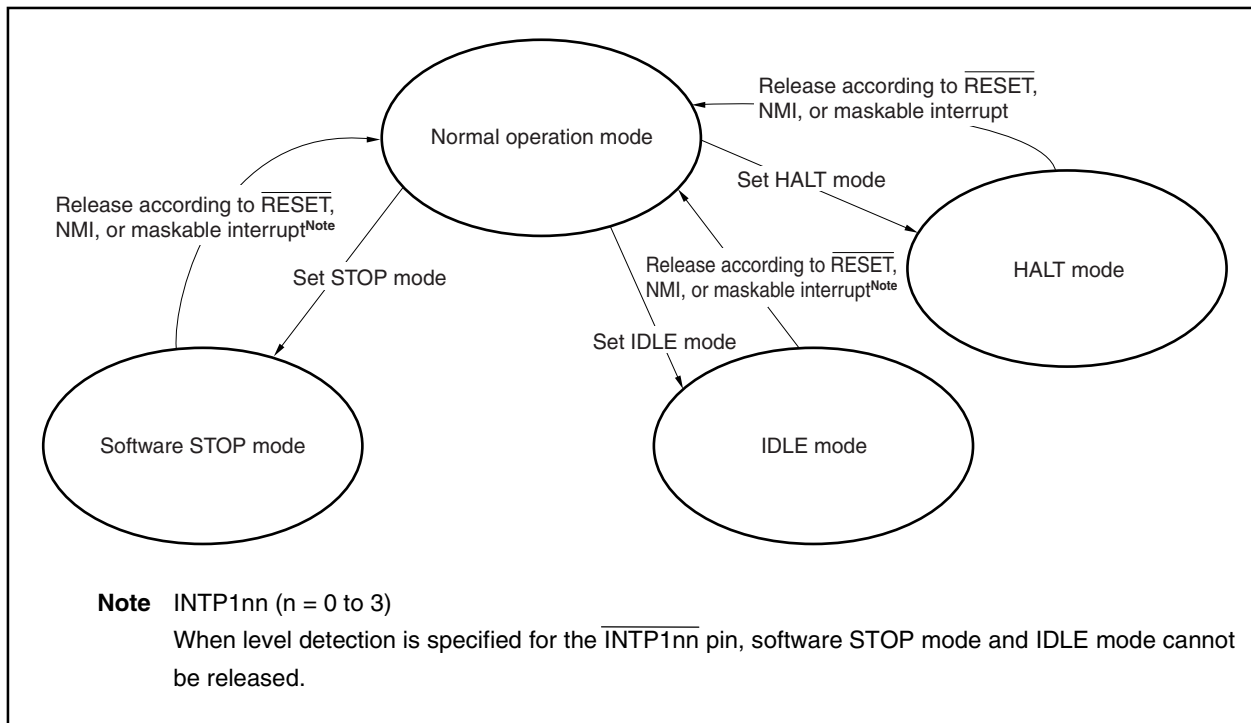 Normal operation mode
Release according to RESET,
NMI, or maskable interrupt
Set HALT mode
HALT mode
Release according to RESET,
NMI, or maskable interruptNote
Set STOP mode
Software STOP mode
Release according to RESET,
NMI, or maskable interruptNote
Set IDLE mode
IDLE mode
Note INTP1nn (n = 0 to 3)
When level detection is specified for the INTP1nn pin, software STOP mode and IDLE mode cannot
be released.